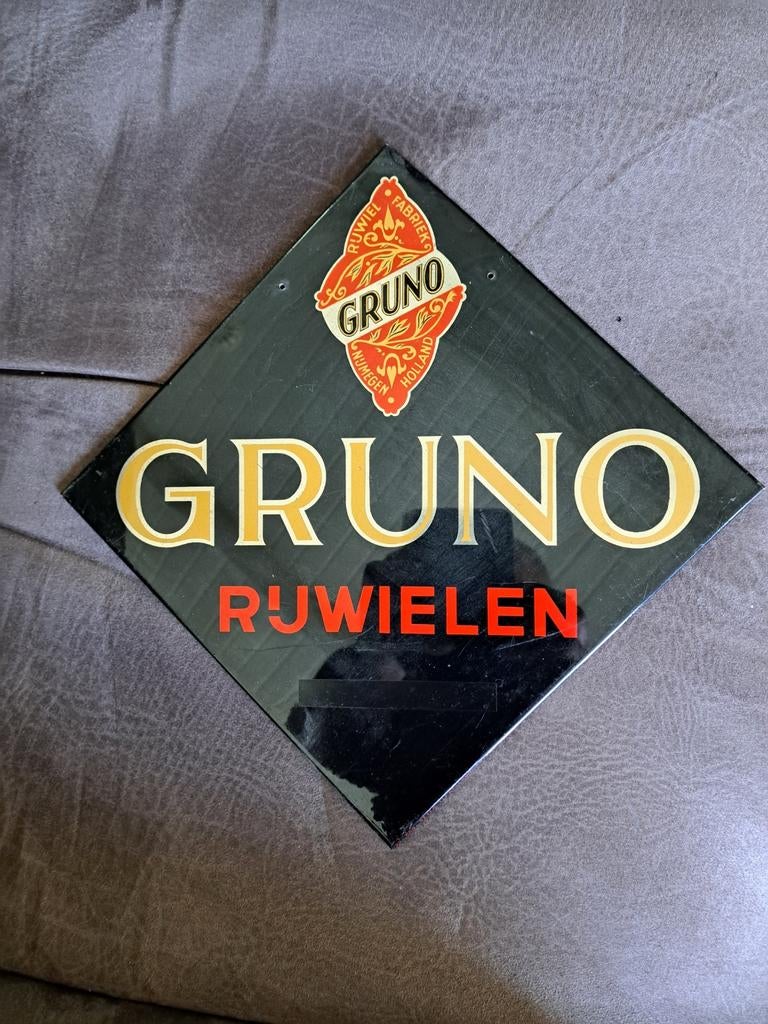 RIJWIEL FABRIEK
GRUNO
NIJMEGEN HOLLAND
GRUNO
RIJWIELEN